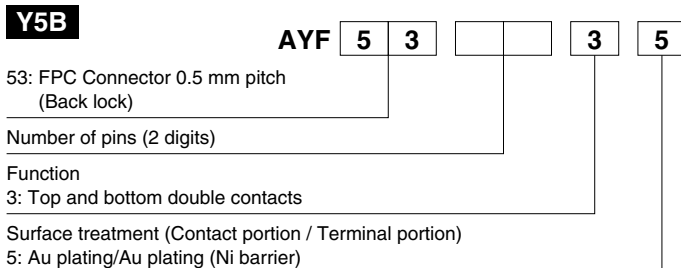 Y5B
AYF 5 3 3 5
53: FPC Connector 0.5 mm pitch
(Back lock)
Number of pins (2 digits)
Function
3: Top and bottom double contacts
Surface treatment (Contact portion / Terminal portion)
5: Au plating/Au plating (Ni barrier)